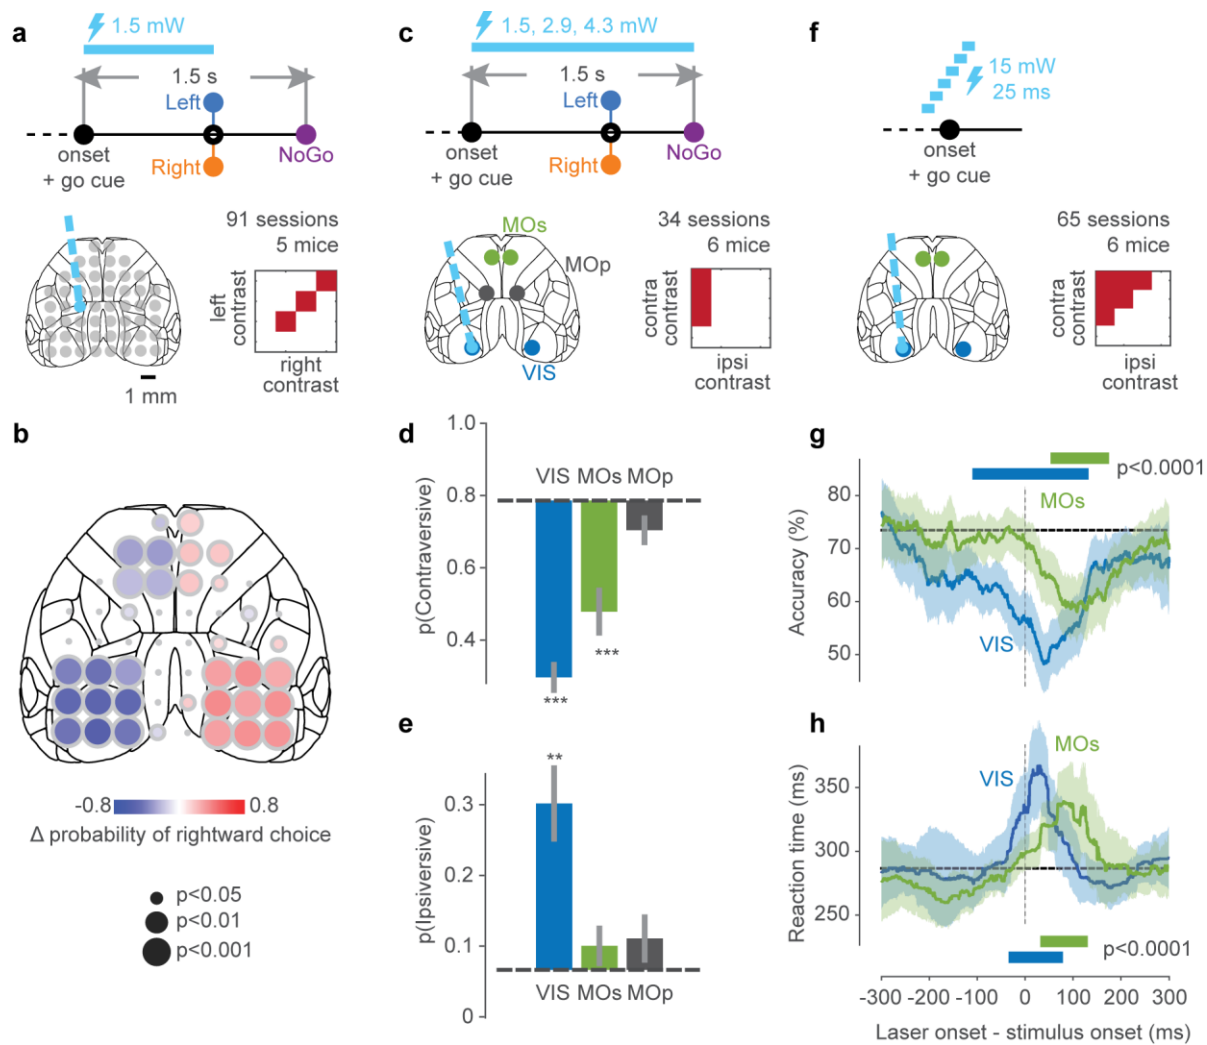 a
1.5 mW
1.5 s
Left
onset
+ go cue
Right
NoGo
91 sessions
5 mice
left
contrast
right
contrast
1 mm
c
1.5, 2.9, 4.3 mW
1.5 s
Left
onset
+ go cue
Right
NoGo
MOs
MOp
VIS
34 sessions
6 mice
contra
contrast
ipsi
contrast
f
15 mW
25 ms
onset
+ go cue
65 sessions
6 mice
contra
contrast
ipsi
contrast
b
-0.8
0.8
Δ probability of rightward choice
p<0.05
p<0.01
p<0.001
d
1.0
0.8
0.6
0.4
p(Contraversive)
VIS MOs MOp
***
***
e
0.3
0.2
0.1
0
p(Ipsiversive)
**
VIS MOs MOp
g
p<0.0001
80
70
60
50
Accuracy (%)
MOs
VIS
h
350
300
250
Reaction time (ms)
VIS
MOs
p<0.0001
-300 -200 -100 0 100 200 300
Laser onset - stimulus onset (ms)